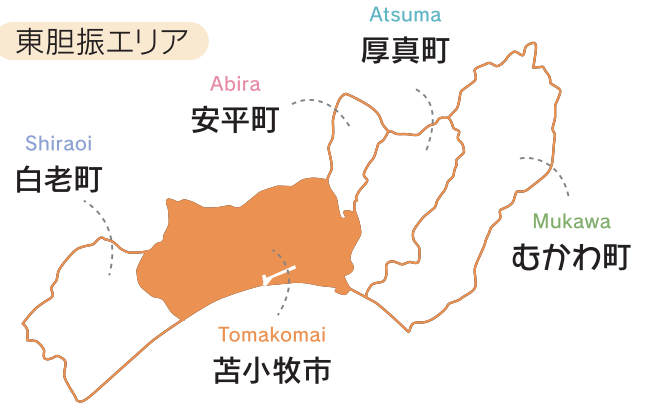 東胆振エリア
Atsuma
厚真町
Abira
安平町
Shiraoi
白老町
Mukawa
むかわ町
Tomakomai
苫小牧市